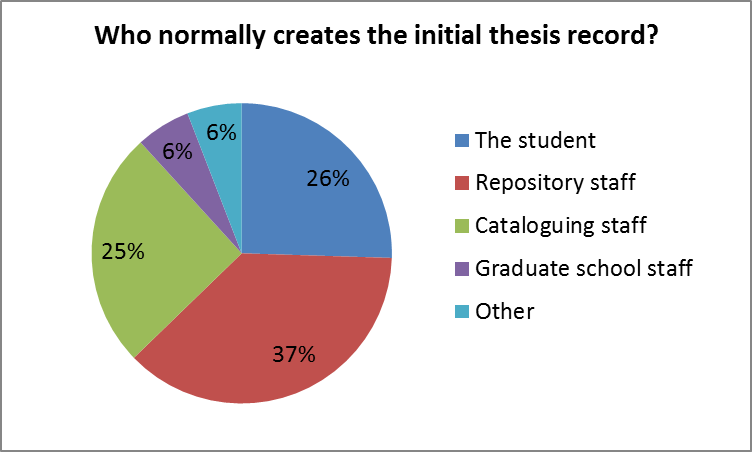 Who normally creates the initial thesis record?
6%
6%
26%
25%
37%
The student
Repository staff
Cataloguing staff
Graduate school staff
Other